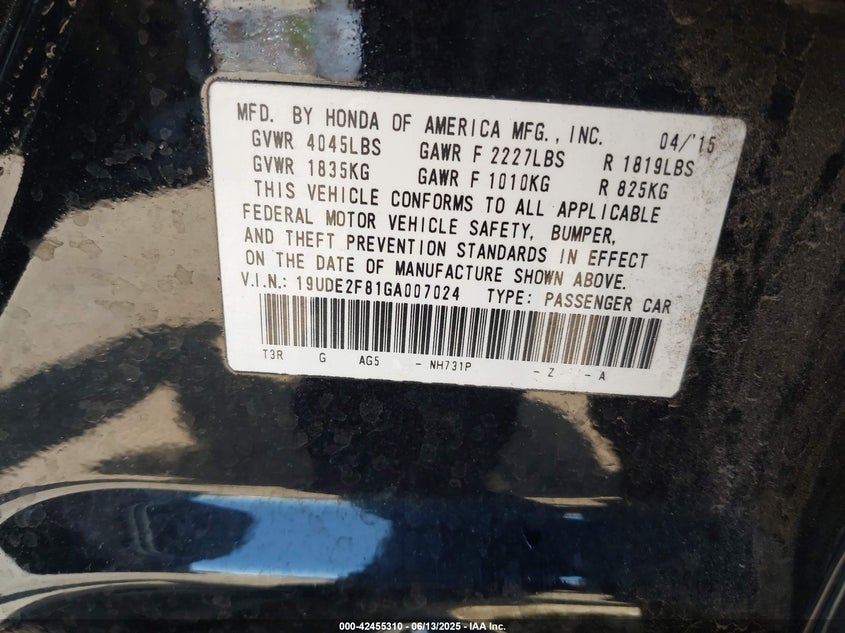 MFD. BY HONDA OF AMERICA MFG., INC. 04/'15
GVWR 4045LBS GAWR F 2227LBS R 1819LBS
GVWR 1835KG GAWR F 1010KG R 825KG
THIS VEHICLE CONFORMS TO ALL APPLICABLE
FEDERAL MOTOR VEHICLE SAFETY, BUMPER,
AND THEFT PREVENTION STANDARDS IN EFFECT
ON THE DATE OF MANUFACTURE SHOWN ABOVE.
V.I.N.: 19UDE2F81GA007024 TYPE: PASSENGER CAR
T3R G AG5 - NH731P - Z - A
000-42455310 - 06/13/2025 - IAA Inc.